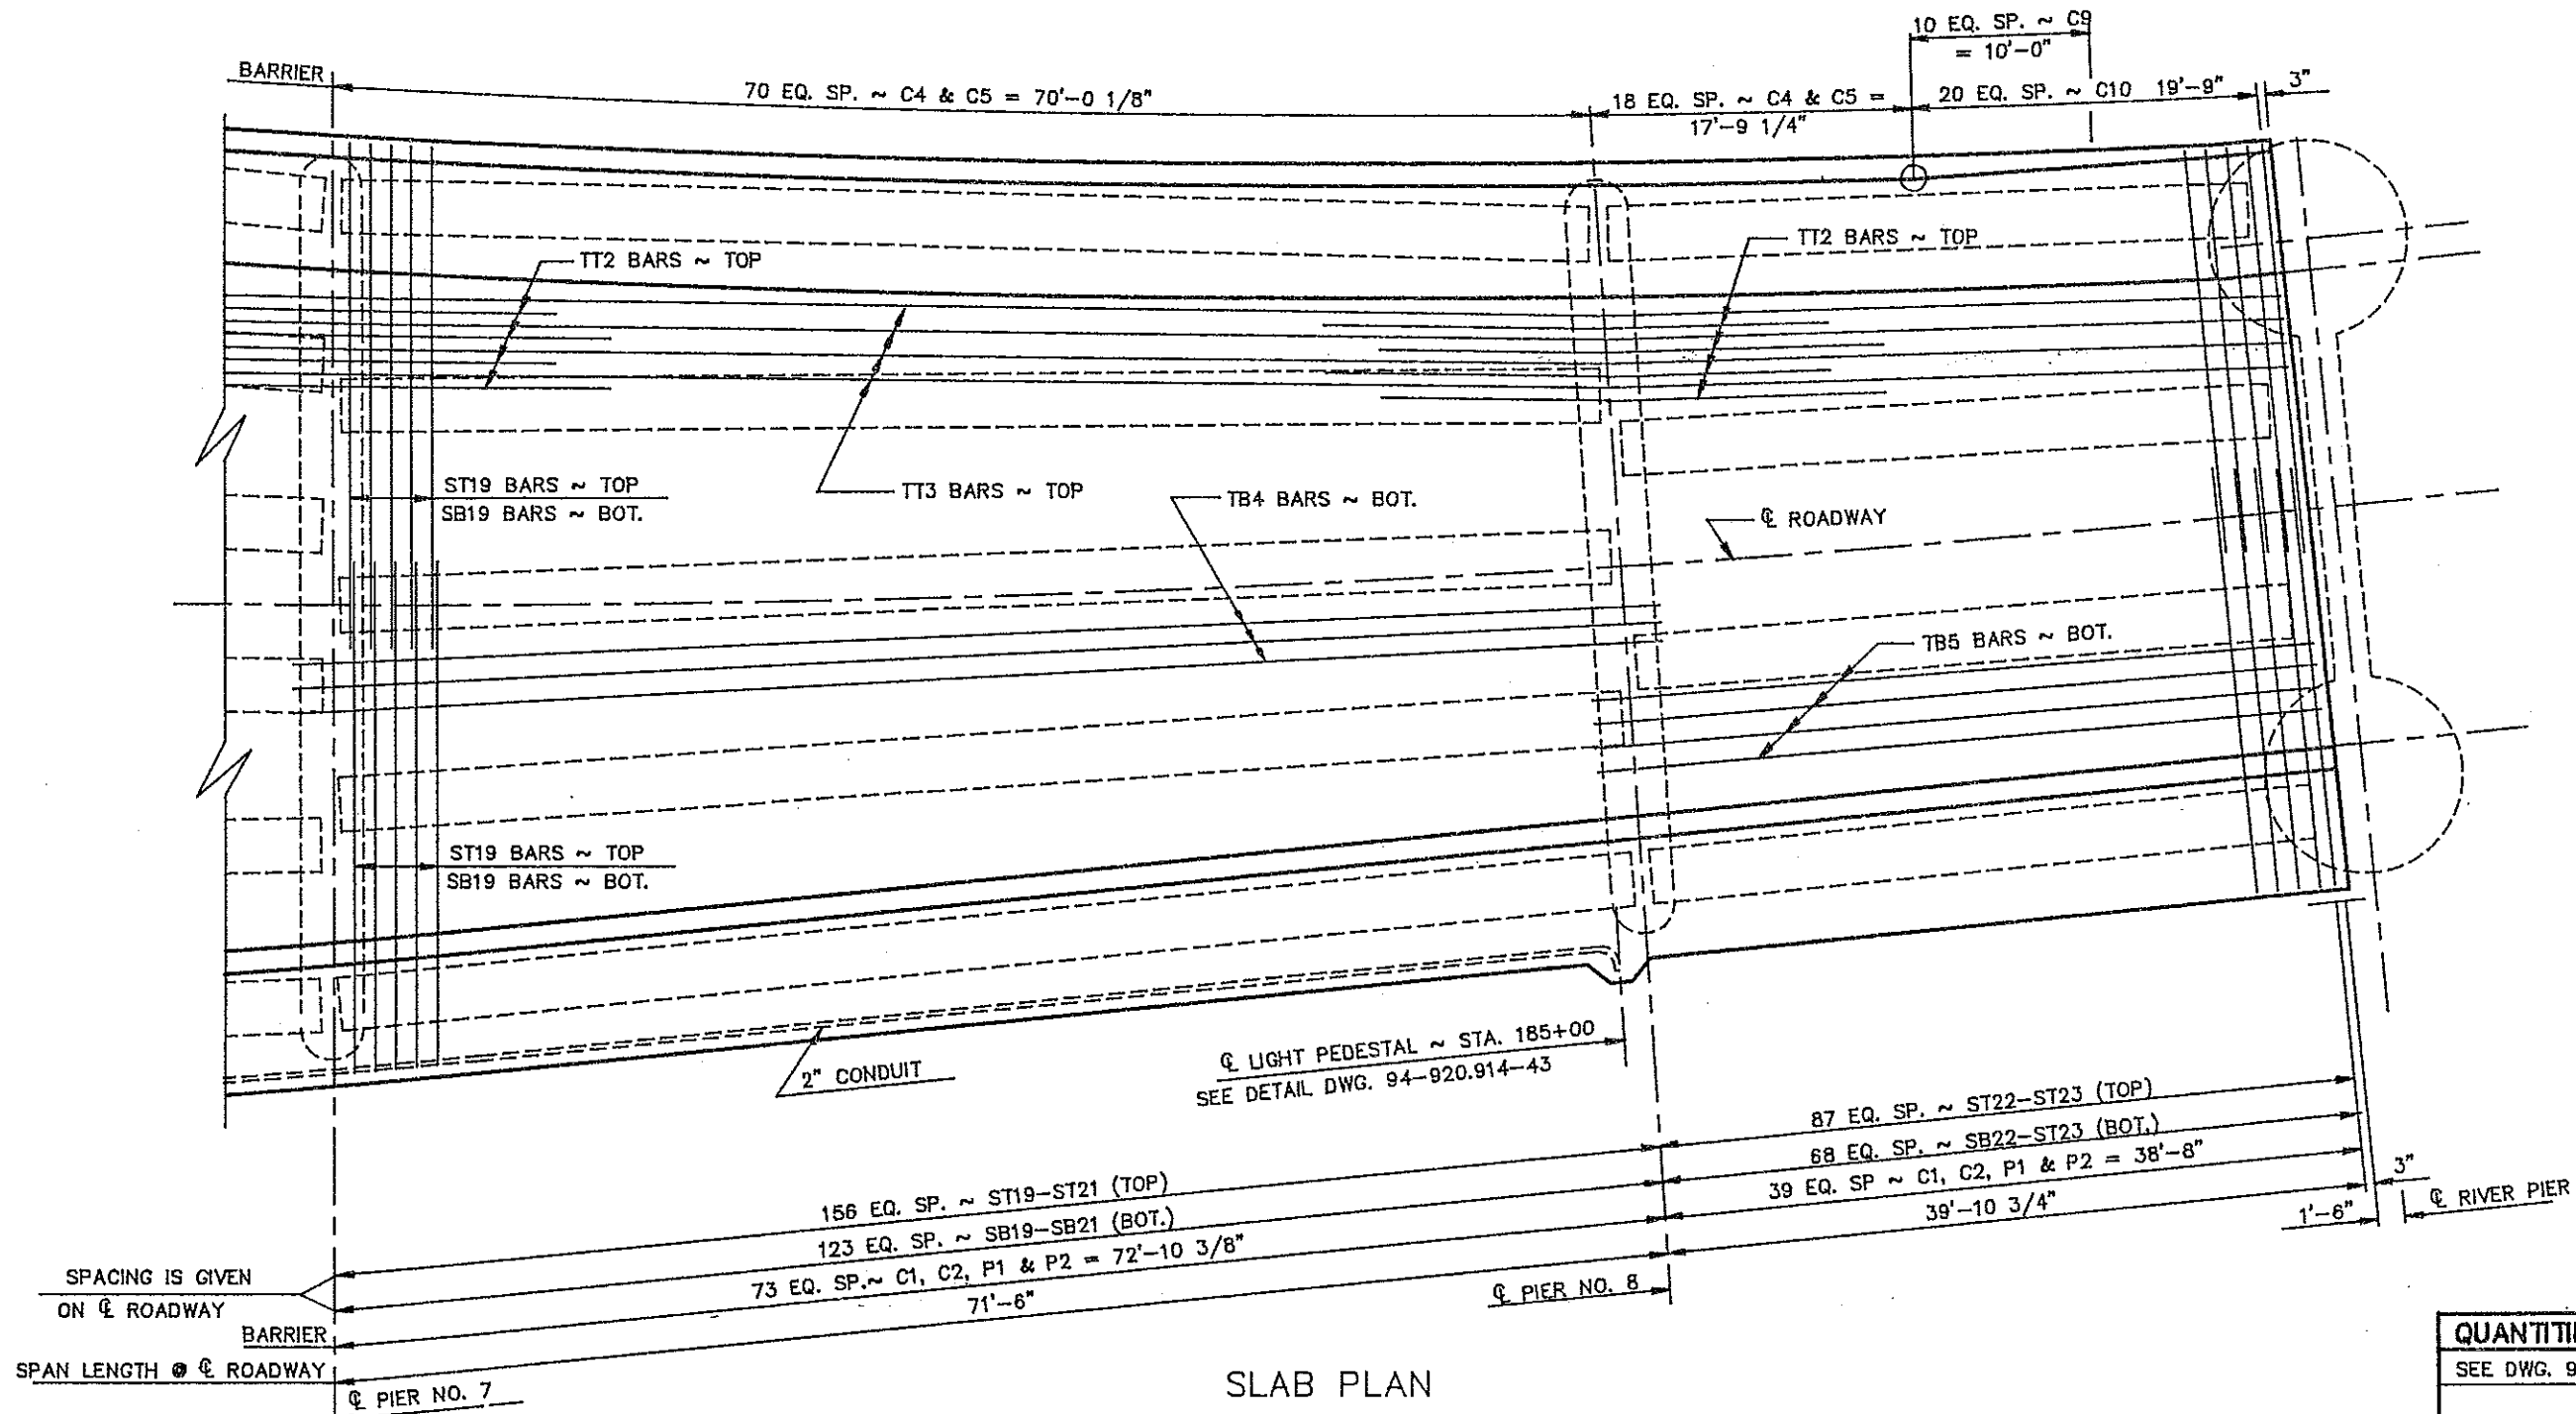 10 EQ. SP. ~ C9
= 10'-0"
BARRIER
70 EQ. SP. ~ C4 & C5 = 70'-0 1/8"
18 EQ. SP. ~ C4 & C5 =
17'-9 1/4"
20 EQ. SP. ~ C10 19'-9"
3"
TT2 BARS ~ TOP
TT2 BARS ~ TOP
ST19 BARS ~ TOP
SB19 BARS ~ BOT.
TT3 BARS ~ TOP
TB4 BARS ~ BOT.
℄ ROADWAY
TB5 BARS ~ BOT.
ST19 BARS ~ TOP
SB19 BARS ~ BOT.
2" CONDUIT
℄ LIGHT PEDESTAL ~ STA. 185+00
SEE DETAIL DWG. 94-920.914-43
87 EQ. SP. ~ ST22-ST23 (TOP)
68 EQ. SP. ~ SB22-ST23 (BOT.)
39 EQ. SP ~ C1, C2, P1 & P2 = 38'-8"
39'-10 3/4"
3"
1'-6"
℄ RIVER PIER
156 EQ. SP. ~ ST19-ST21 (TOP)
123 EQ. SP. ~ SB19-SB21 (BOT.)
73 EQ. SP.~ C1, C2, P1 & P2 = 72'-10 3/8"
71'-6"
℄ PIER NO. 8
SPACING IS GIVEN
ON ℄ ROADWAY
BARRIER
SPAN LENGTH @ ℄ ROADWAY
℄ PIER NO. 7
SLAB PLAN
QUANTITI
SEE DWG. 9